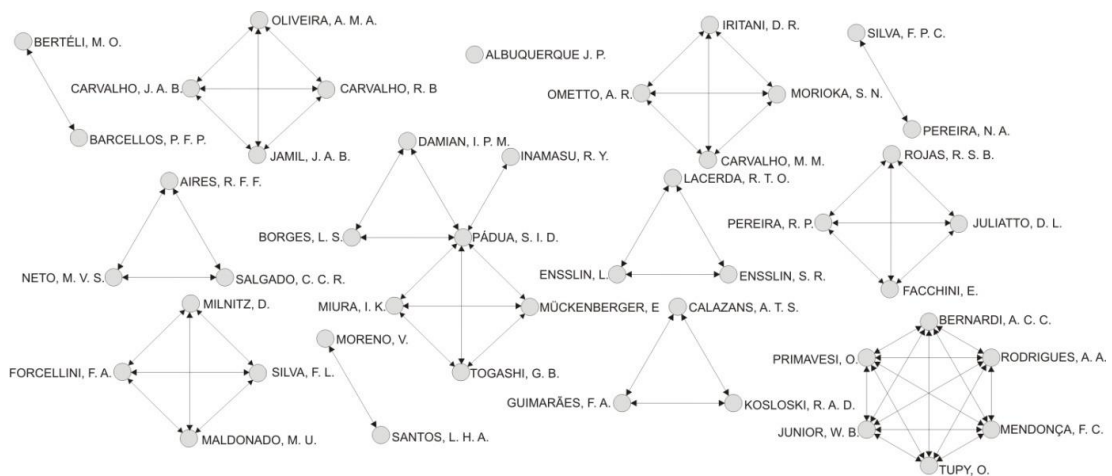 OLIVEIRA, A. M. A.
IRITANI, D. R.
SILVA, F. P. C.
BERTÉLI, M. O.
ALBUQUERQUE J. P.
CARVALHO, J. A. B.
CARVALHO, R. B
OMETTO, A. R.
MORIOKA, S. N.
BARCELLOS, P. F. P.
PEREIRA, N. A.
DAMIAN, I. P. M.
JAMIL, J. A. B.
INAMASU, R. Y.
CARVALHO, M. M.
ROJAS, R. S. B.
AIRES, R. F. F.
LACERDA, R. T. O.
PEREIRA, R. P.
JULIATTO, D. L.
BORGES, L. S.
PÁDUA, S. I. D.
NETO, M. V. S.
SALGADO, C. C. R.
ENSSLIN, L.
ENSSLIN, S. R.
FACCHINI, E.
MILNITZ, D.
MIURA, I. K.
MÜCKENBERGER, E
CALAZANS, A. T. S.
BERNARDI, A. C. C.
MORENO, V.
PRIMAVESI, O.
RODRIGUES, A. A.
FORCELLINI, F. A.
SILVA, F. L.
TOGASHI, G. B.
GUIMARÃES, F. A.
KOSLOSKI, R. A. D.
JUNIOR, W. B.
MENDONÇA, F. C.
MALDONADO, M. U.
SANTOS, L. H. A.
TUPY, O.